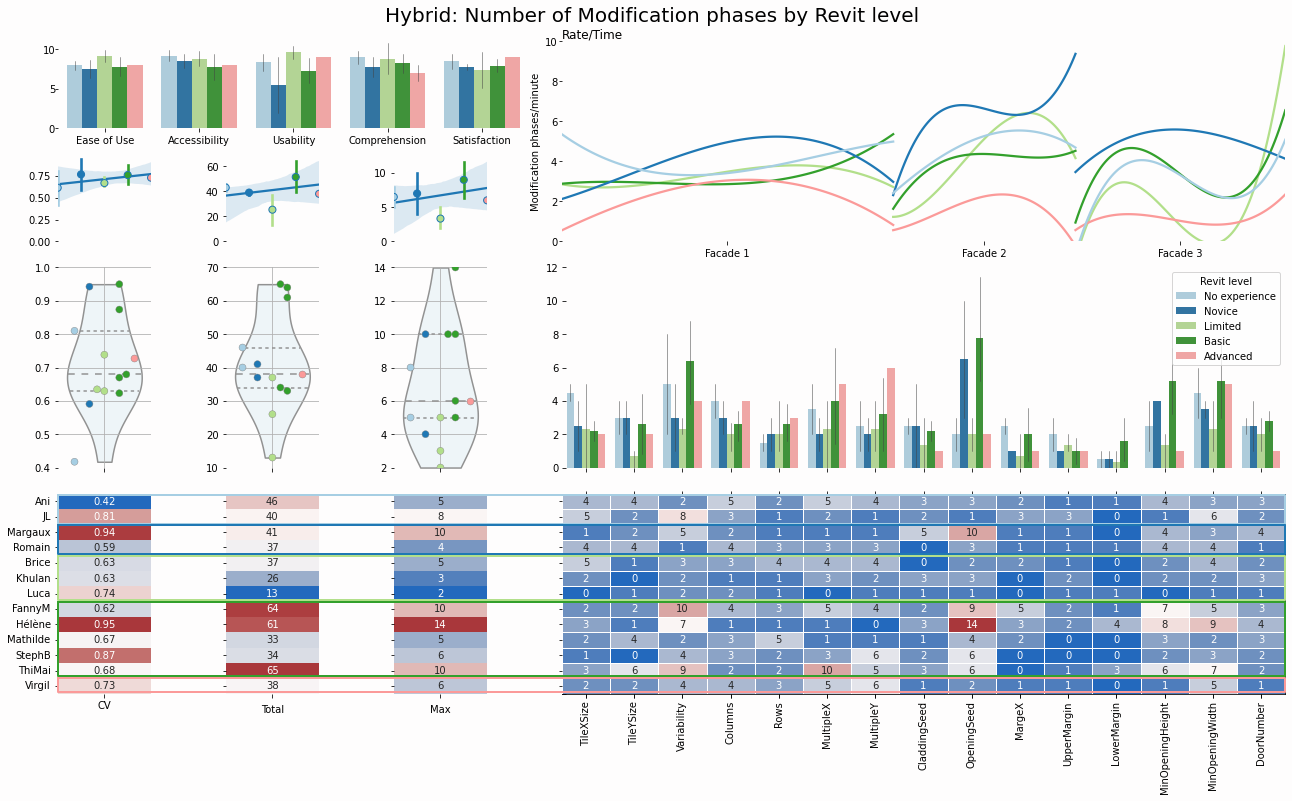 Hybrid: Number of Modification phases by Revit level
10
5
0
Ease of Use
Accessibility
Usability
Comprehension
Satisfaction
Rate/Time
Modification phases/minute
10
8
6
4
2
0
Facade 1
Facade 2
Facade 3
0.75
0.50
0.25
0.00
60
40
20
0
10
5
0
1.0
0.9
0.8
0.7
0.6
0.5
0.4
70
60
50
40
30
20
10
14
12
10
8
6
4
2
12
10
8
6
4
2
0
Revit level
No experience
Novice
Limited
Basic
Advanced
Ani 0.42 46 5 4 4 2 5 2 5 4 3 3 2 1 1 4 3 3
JL 0.81 40 8 5 2 8 3 1 2 1 2 1 3 3 0 1 6 2
Margaux 0.94 41 10 1 2 5 2 1 1 1 5 10 1 1 0 4 3 4
Romain 0.59 37 4 4 4 1 4 3 3 3 0 3 1 1 1 4 4 1
Brice 0.63 37 5 5 1 3 3 4 4 4 0 2 2 1 0 2 4 2
Khulan 0.63 26 3 2 0 2 1 1 3 2 3 3 0 2 0 2 2 3
Luca 0.74 13 2 0 1 2 2 1 0 1 1 1 0 1 1 0 1 1
FannyM 0.62 64 10 2 1 10 4 3 5 4 2 9 5 2 1 7 5 3
Hélène 0.95 61 14 3 1 7 1 1 1 0 3 14 1 2 4 8 9 4
Mathilde 0.67 33 5 2 4 2 3 5 1 1 1 4 2 0 0 3 2 3
StephB 0.87 34 6 1 0 4 3 2 3 6 2 6 0 0 0 2 3 2
ThiMai 0.68 65 10 3 6 9 2 2 10 5 3 6 0 1 3 6 7 2
Virgil 0.73 38 6 2 2 4 4 3 5 6 1 2 1 1 0 1 5 1
CV
Total
Max
TileXSize
TileYSize
Variability
Columns
Rows
MultipleX
MultipleY
CladdingSeed
OpeningSeed
MargeX
UpperMargin
LowerMargin
MinOpeningHeight
MinOpeningWidth
DoorNumber